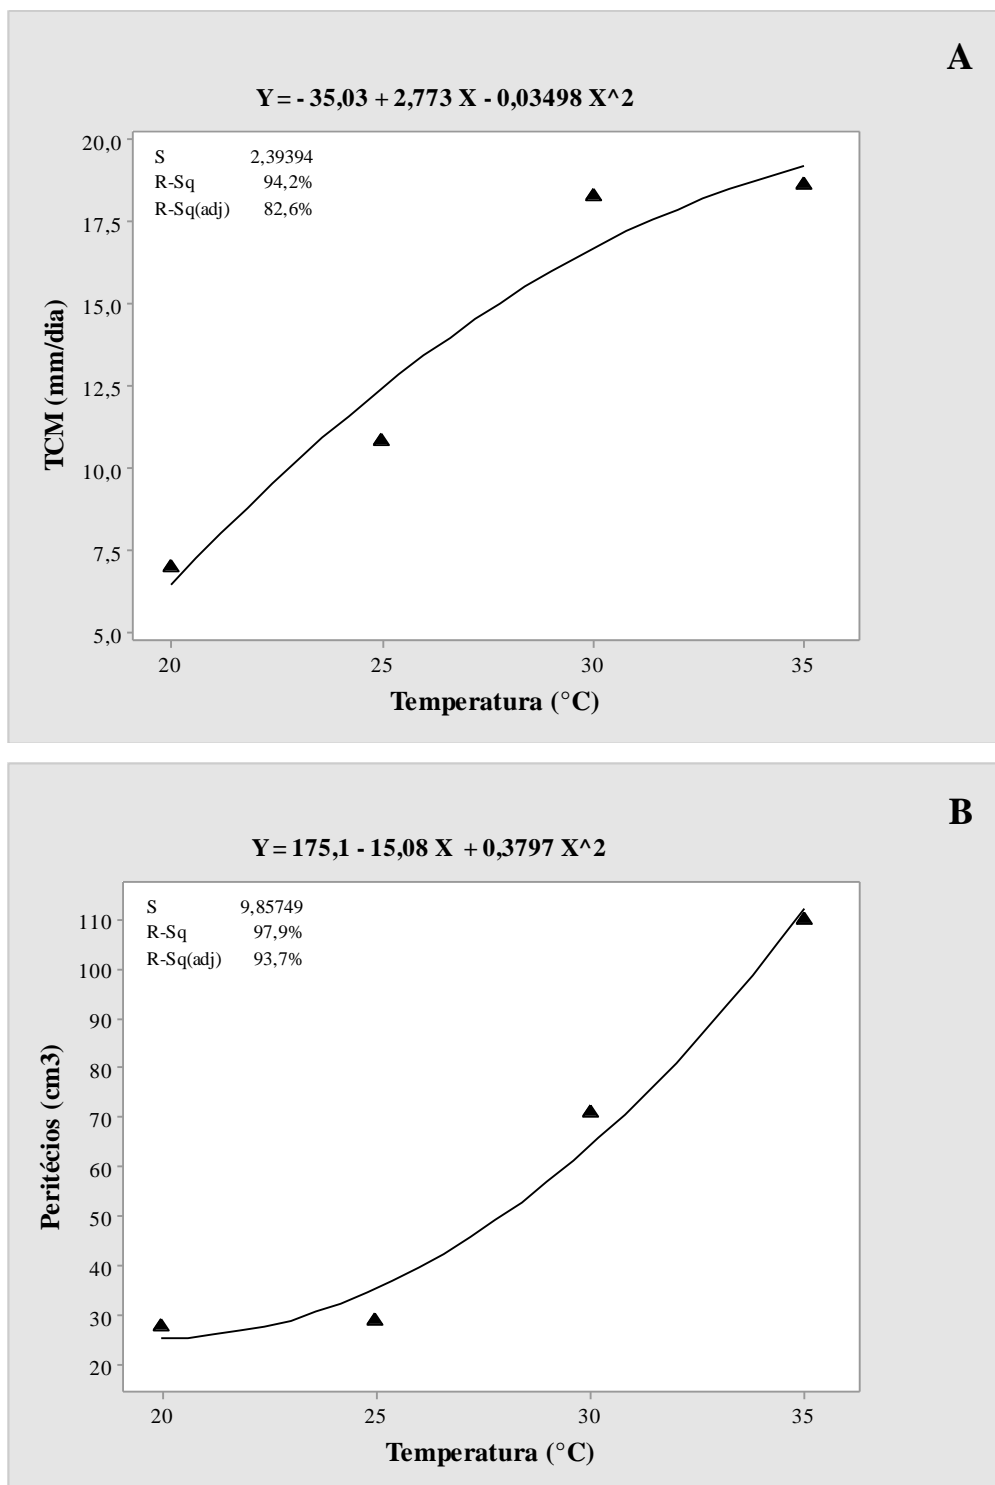 A
Y = - 35,03 + 2,773 X - 0,03498 X^2
S 2,39394
R-Sq 94,2%
R-Sq(adj) 82,6%
20,0
17,5
15,0
12,5
10,0
7,5
5,0
TCM (mm/dia)
20 25 30 35
Temperatura (°C)
B
Y = 175,1 - 15,08 X + 0,3797 X^2
S 9,85749
R-Sq 97,9%
R-Sq(adj) 93,7%
110
100
90
80
70
60
50
40
30
20
Peritécios (cm3)
20 25 30 35
Temperatura (°C)